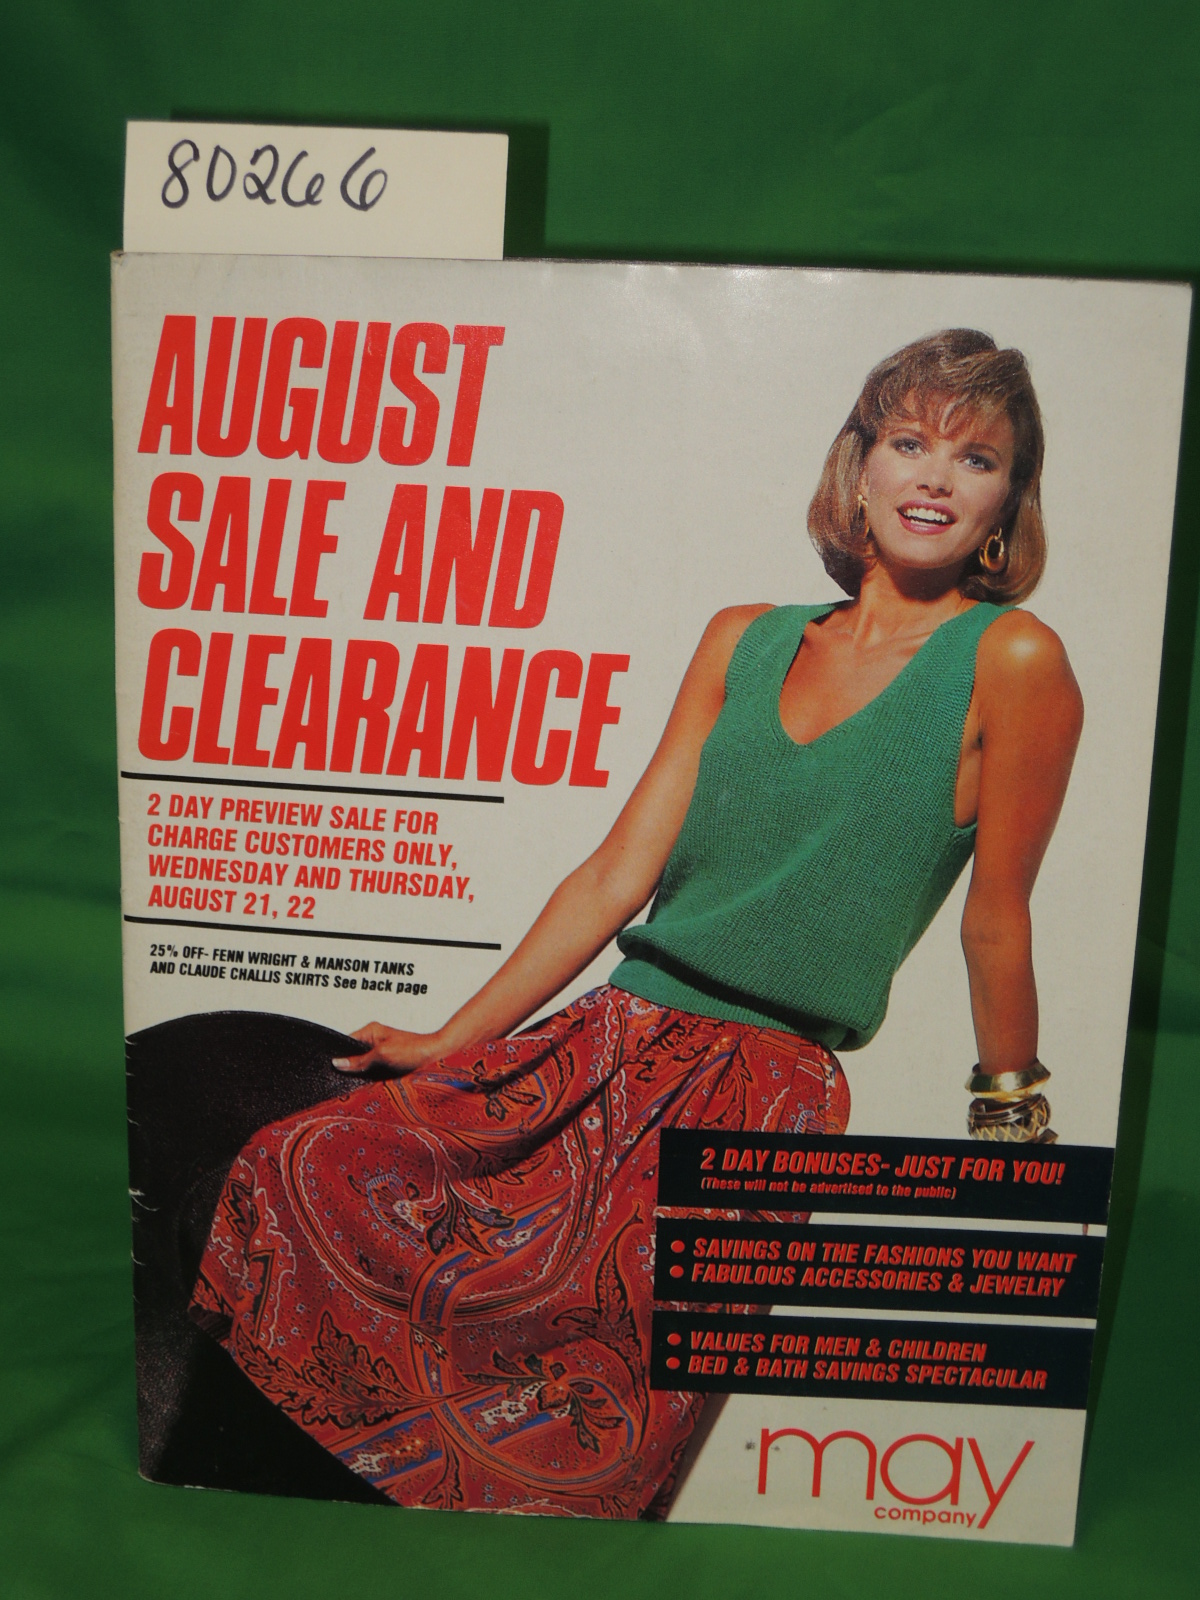 80266
AUGUST
SALE AND
CLEARANCE
2 DAY PREVIEW SALE FOR
CHARGE CUSTOMERS ONLY,
WEDNESDAY AND THURSDAY,
AUGUST 21, 22
25% OFF- FENN WRIGHT & MANSON TANKS
AND CLAUDE CHALLIS SKIRTS See back page
2 DAY BONUSES- JUST FOR YOU!
(These will not be advertised to the public)
• SAVINGS ON THE FASHIONS YOU WANT
• FABULOUS ACCESSORIES & JEWELRY
• VALUES FOR MEN & CHILDREN
• BED & BATH SAVINGS SPECTACULAR
may
company